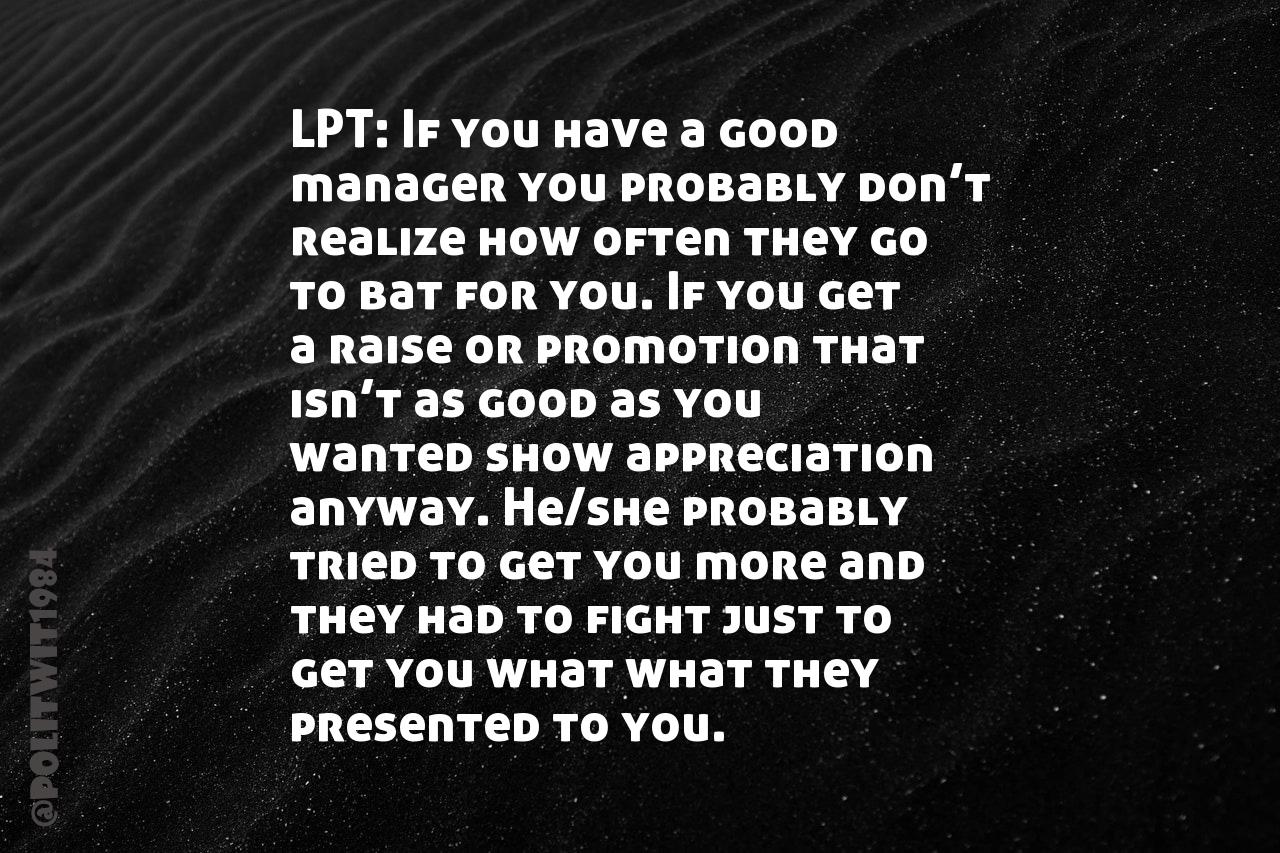 LPT: If you have a good
manager you probably don't
realize how often they go
to bat for you. If you get
a raise or promotion that
isn't as good as you
wanted show appreciation
anyway. He/she probably
tried to get you more and
they had to fight just to
get you what what they
presented to you.
@politwit1984